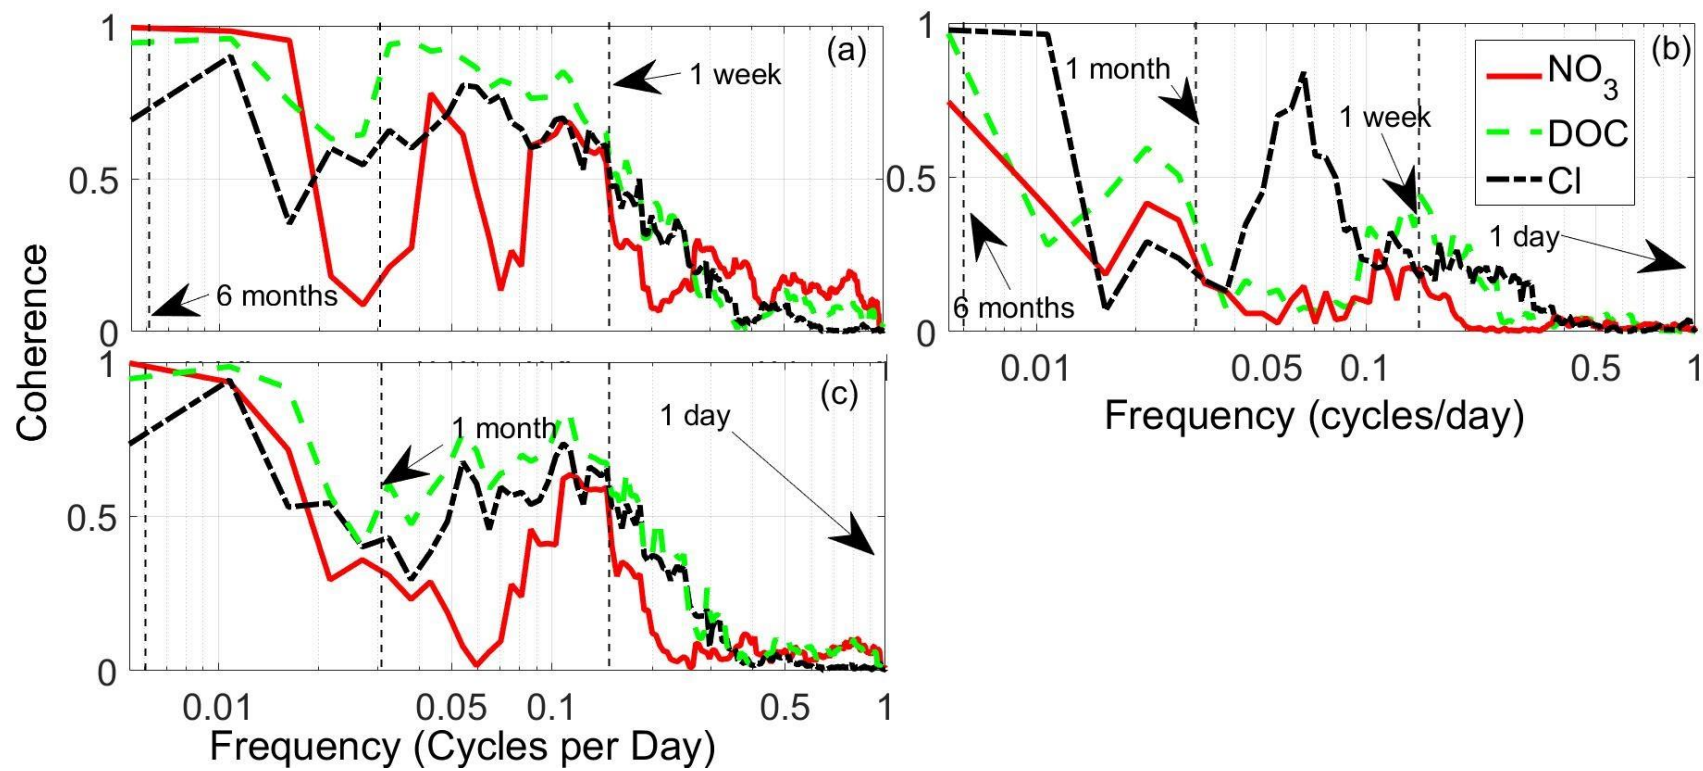 1
0.5
0
(a)
1 week
6 months
1
0.5
0
(b)
1 month
1 week
1 day
6 months
NO3
DOC
Cl
0.01
0.05
0.1
0.5
1
Frequency (cycles/day)
Coherence
1
0.5
0
(c)
1 month
1 day
0.01
0.05
0.1
0.5
1
Frequency (Cycles per Day)